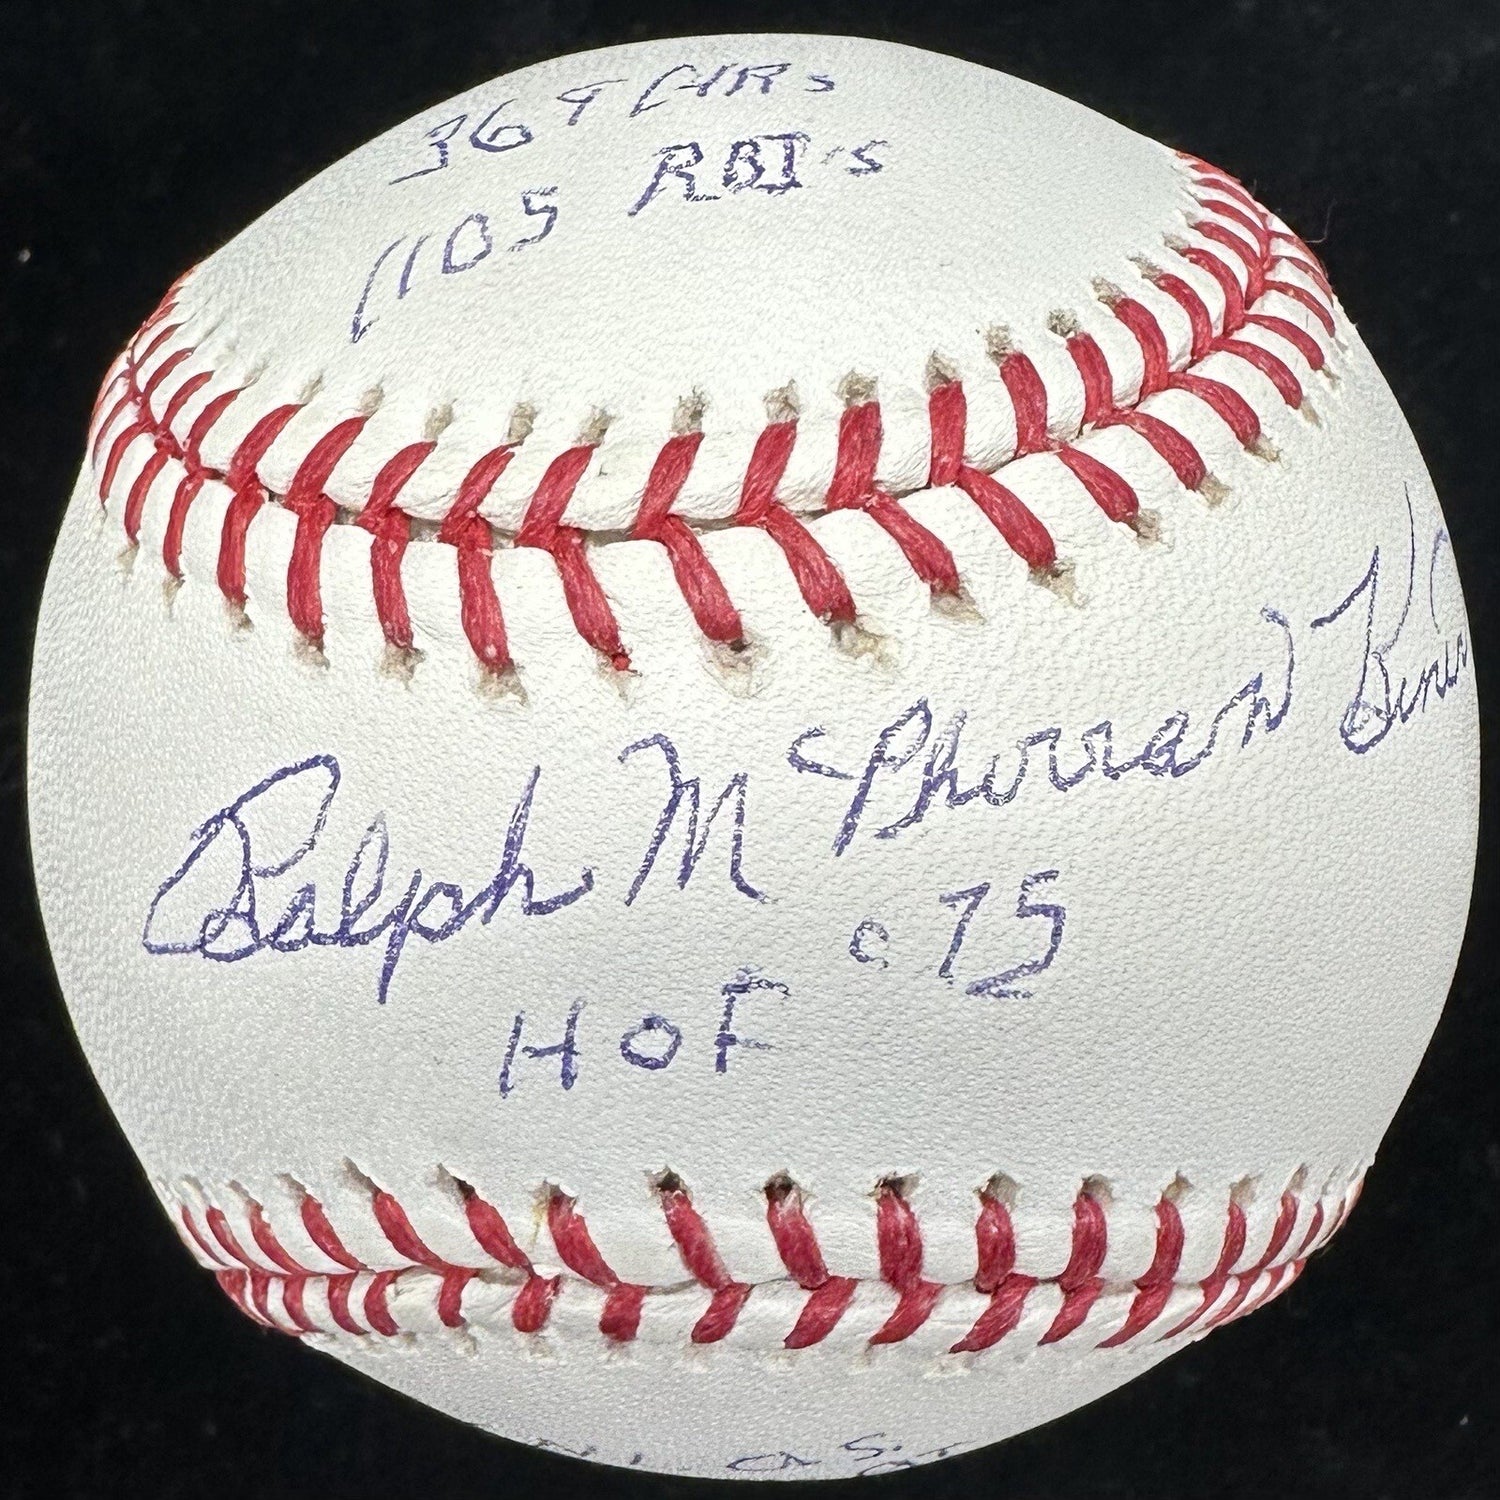 369 HRs
1105 RBI's
Ralph McPherran Kiner
HOF '75